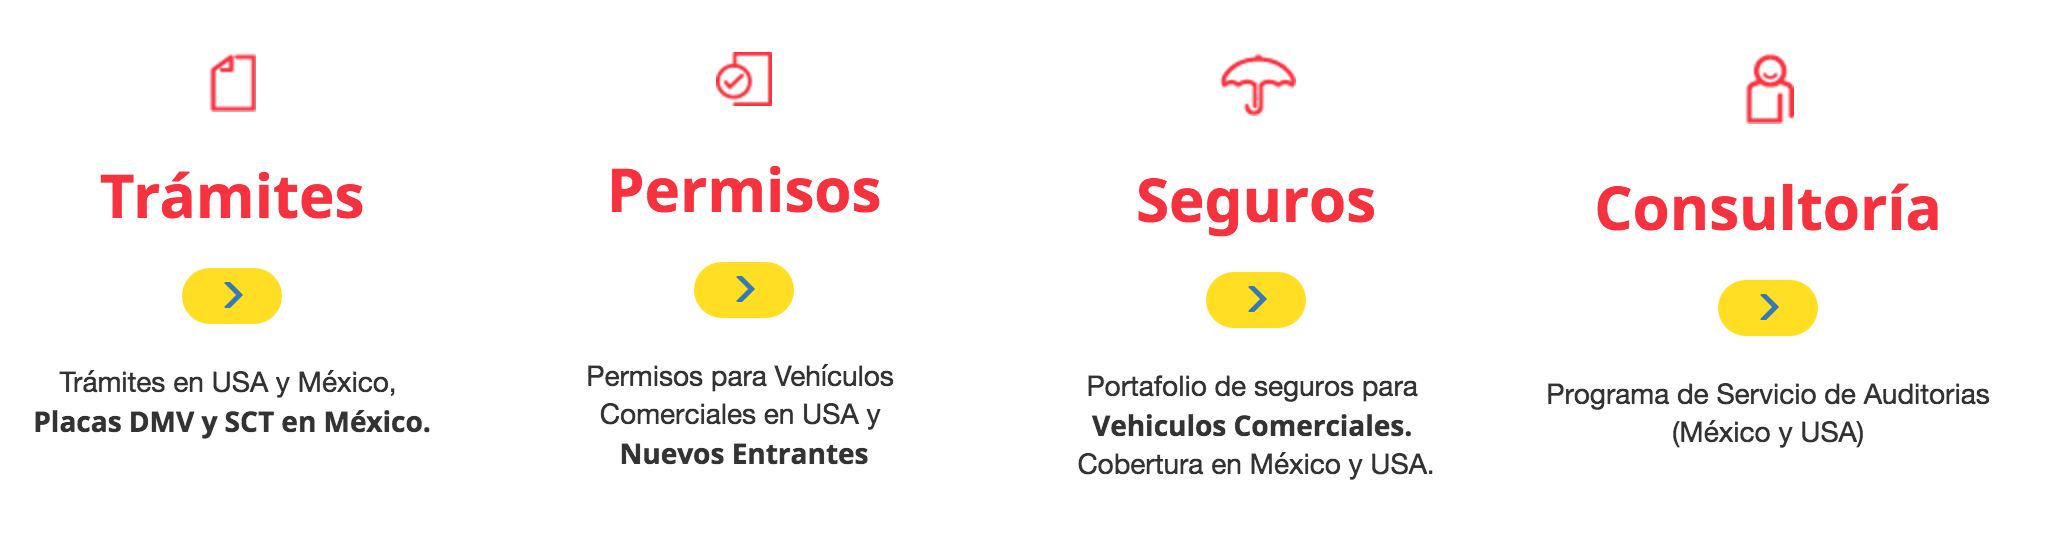 Trámites
Trámites en USA y México,
Placas DMV y SCT en México.
Permisos
Permisos para Vehículos
Comerciales en USA y
Nuevos Entrantes
Seguros
Portafolio de seguros para
Vehiculos Comerciales.
Cobertura en México y USA.
Consultoría
Programa de Servicio de Auditorias
(México y USA)